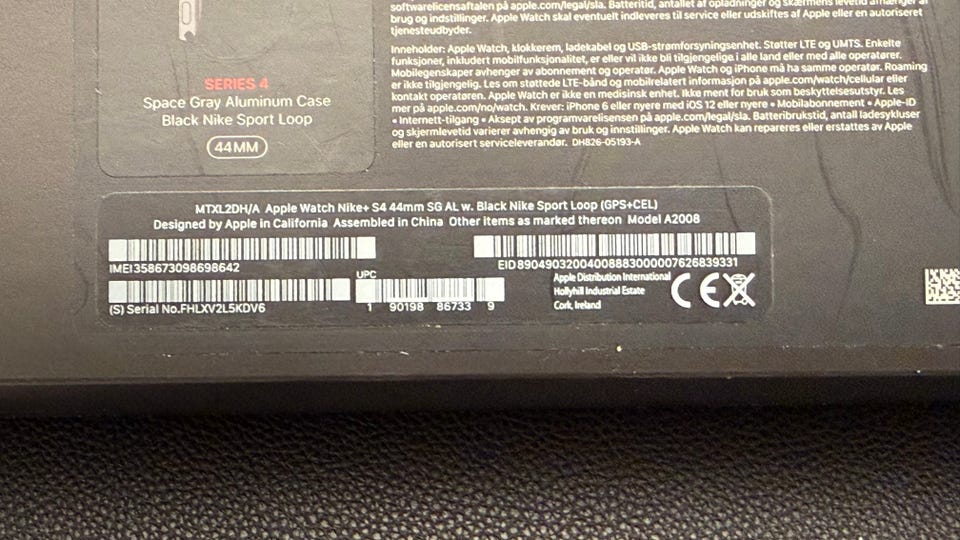 SERIES 4
Space Gray Aluminum Case
Black Nike Sport Loop
44MM
softwarelicensaftalen på apple.com/legal/sla. Batteritid, antallet af opladninger og skærmens levetid afhænger af
brug og indstillinger. Apple Watch skal eventuelt indleveres til service eller udskiftes af Apple eller en autoriseret
tjenesteudbyder.
Inneholder: Apple Watch, klokkerem, ladekabel og USB-strømforsyningsenhet. Støtter LTE og UMTS. Enkelte
funksjoner, inkludert mobilfunksjonalitet, er eller vil ikke bli tilgjengelige i alle land eller med alle operatører.
Mobilegenskaper avhenger av abonnement og operatør. Apple Watch og iPhone må ha samme operatør. Roaming
er ikke tilgjengelig. Les om støttede LTE-bånd og mobilrelatert informasjon på apple.com/watch/cellular eller
kontakt operatøren. Apple Watch er ikke en medisinsk enhet. Ikke ment for bruk som beskyttelsesutstyr. Les
mer på apple.com/no/watch. Krever: iPhone 6 eller nyere med iOS 12 eller nyere • Mobilabonnement • Apple-ID
• Internett-tilgang • Aksept av programvarelisensen på apple.com/legal/sla. Batteribrukstid, antall ladesykluser
og skjermlevetid varierer avhengig av bruk og innstillinger. Apple Watch kan repareres eller erstattes av Apple
eller en autorisert serviceleverandør. DH826-05193-A
MTXL2DH/A Apple Watch Nike+ S4 44mm SG AL w. Black Nike Sport Loop (GPS+CEL)
Designed by Apple in California Assembled in China Other items as marked thereon Model A2008
IMEI358673098698642
EID89049032004008883000007626839331
UPC
(S) Serial No.FHLXV2L5KDV6
1 90198 86733 9
Apple Distribution International
Hollyhill Industrial Estate
Cork, Ireland
CE